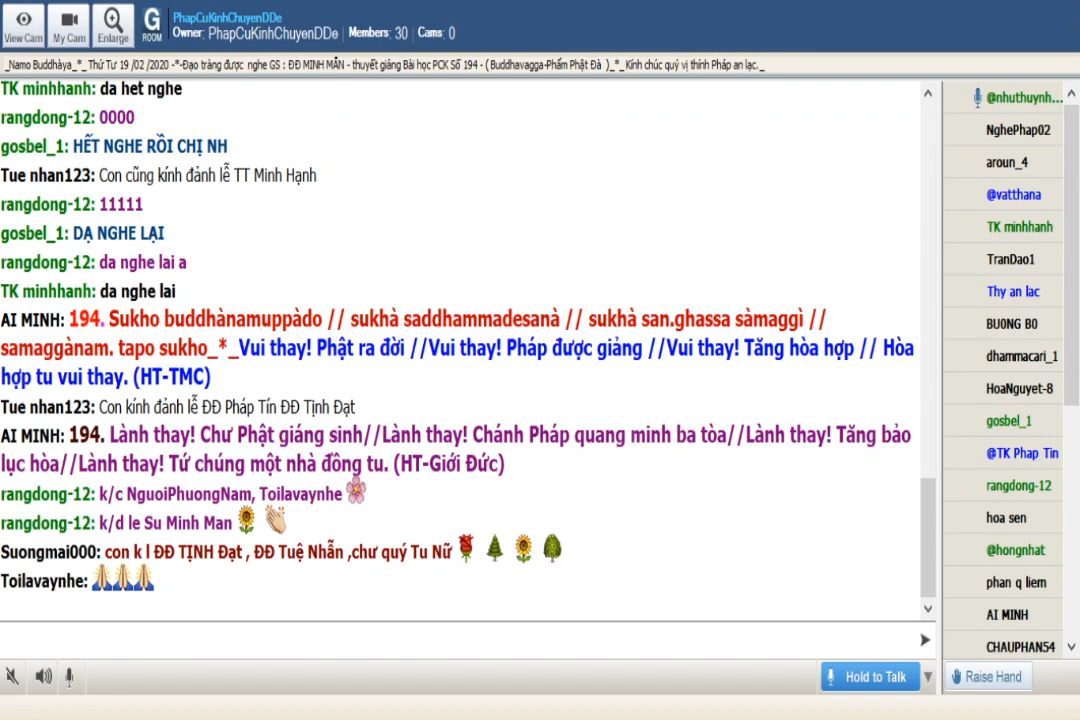 PhapCuKinhChuyenDDe
Owner: PhapCuKinhChuyenDDe | Members: 30 | Cams: 0
View Cam My Cam Enlarge G ROOM
_Namo Buddhàya_*_ Thứ Tư 19 /02 /2020 -*-Đạo tràng được nghe GS : ĐĐ MINH MẪN - thuyết giảng Bài học PCK Số 194 - ( Buddhavagga-Phẩm Phật Đà )_*_ Kính chúc quý vị thính Pháp an lạc._
TK minhhanh: da het nghe
rangdong-12: 0000
gosbel_1: HẾT NGHE RỒI CHỊ NH
Tue nhan123: Con cũng kính đảnh lễ TT Minh Hạnh
rangdong-12: 11111
gosbel_1: DẠ NGHE LẠI
rangdong-12: da nghe lai a
TK minhhanh: da nghe lai
AI MINH: 194. Sukho buddhànamuppàdo // sukhà saddhammadesanà // sukhà san.ghassa sàmaggì //
samaggànam. tapo sukho_*_Vui thay! Phật ra đời //Vui thay! Pháp được giảng //Vui thay! Tăng hòa hợp // Hòa
hợp tu vui thay. (HT-TMC)
Tue nhan123: Con kính đảnh lễ ĐĐ Pháp Tín ĐĐ Tịnh Đạt
AI MINH: 194. Lành thay! Chư Phật giáng sinh//Lành thay! Chánh Pháp quang minh ba tòa//Lành thay! Tăng bảo
lục hòa//Lành thay! Tứ chúng một nhà đồng tu. (HT-Giới Đức)
rangdong-12: k/c NguoiPhuongNam, Toilavaynhe
rangdong-12: k/d le Su Minh Man
Suongmai000: con k l ĐĐ TỊNH Đạt , ĐĐ Tuệ Nhẫn ,chư quý Tu Nữ
Toilavaynhe:
@nhuthuynh...
NghePhap02
aroun_4
@vatthana
TK minhhanh
TranDao1
Thy an lac
BU0NG B0
dhammacari_1
HoaNguyet-8
gosbel_1
@TK Phap Tin
rangdong-12
hoa sen
@hongnhat
phan q liem
AI MINH
CHAUPHAN54
Hold to Talk
Raise Hand